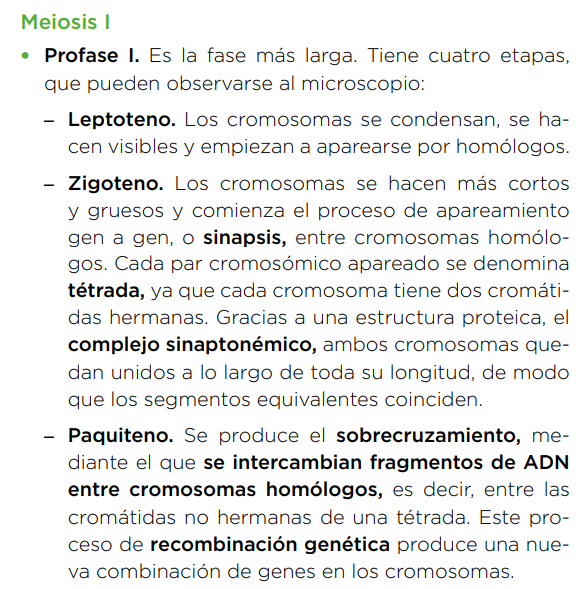 Meiosis I
• Profase I. Es la fase más larga. Tiene cuatro etapas,
que pueden observarse al microscopio:
– Leptoteno. Los cromosomas se condensan, se ha-
cen visibles y empiezan a aparearse por homólogos.
– Zigoteno. Los cromosomas se hacen más cortos
y gruesos y comienza el proceso de apareamiento
gen a gen, o sinapsis, entre cromosomas homólo-
gos. Cada par cromosómico apareado se denomina
tétrada, ya que cada cromosoma tiene dos cromáti-
das hermanas. Gracias a una estructura proteica, el
complejo sinaptonémico, ambos cromosomas que-
dan unidos a lo largo de toda su longitud, de modo
que los segmentos equivalentes coinciden.
– Paquiteno. Se produce el sobrecruzamiento, me-
diante el que se intercambian fragmentos de ADN
entre cromosomas homólogos, es decir, entre las
cromátidas no hermanas de una tétrada. Este pro-
ceso de recombinación genética produce una nue-
va combinación de genes en los cromosomas.